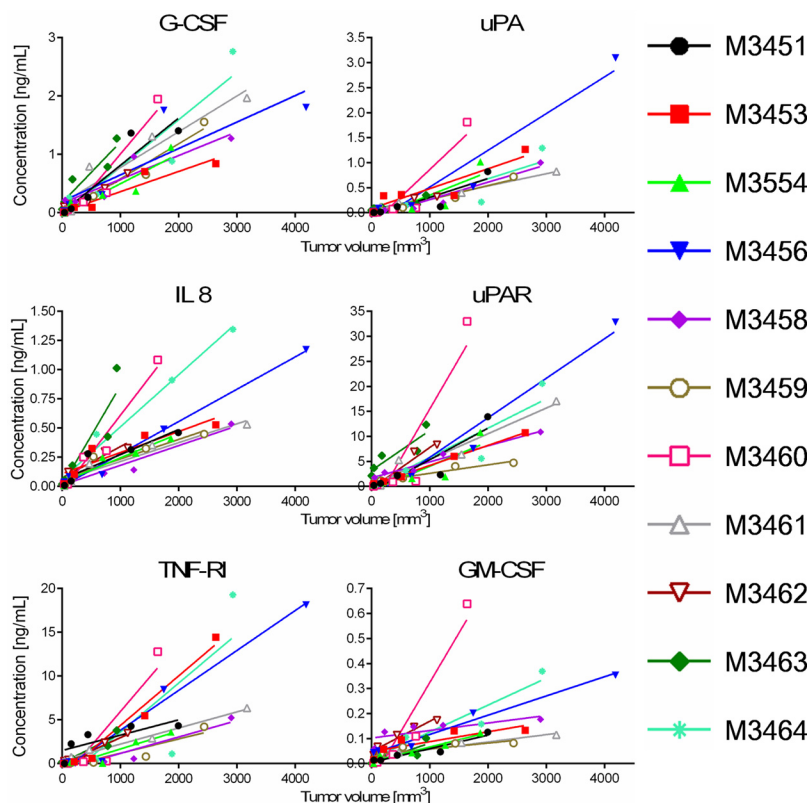 G-CSF
uPA
Concentration [ng/mL]
3
2
1
0
0 1000 2000 3000 4000
Tumor volume [mm³]
3.5
3.0
2.5
2.0
1.5
1.0
0.5
0.0
0 1000 2000 3000 4000
Tumor volume [mm³]
IL 8
uPAR
Concentration [ng/mL]
1.50
1.25
1.00
0.75
0.50
0.25
0.00
0 1000 2000 3000 4000
Tumor volume [mm³]
35
30
25
20
15
10
5
0
0 1000 2000 3000 4000
Tumor volume [mm³]
TNF-RI
GM-CSF
Concentration [ng/mL]
20
15
10
5
0
0 1000 2000 3000 4000
Tumor volume [mm³]
0.7
0.6
0.5
0.4
0.3
0.2
0.1
0.0
0 1000 2000 3000 4000
Tumor volume [mm³]
M3451
M3453
M3554
M3456
M3458
M3459
M3460
M3461
M3462
M3463
M3464